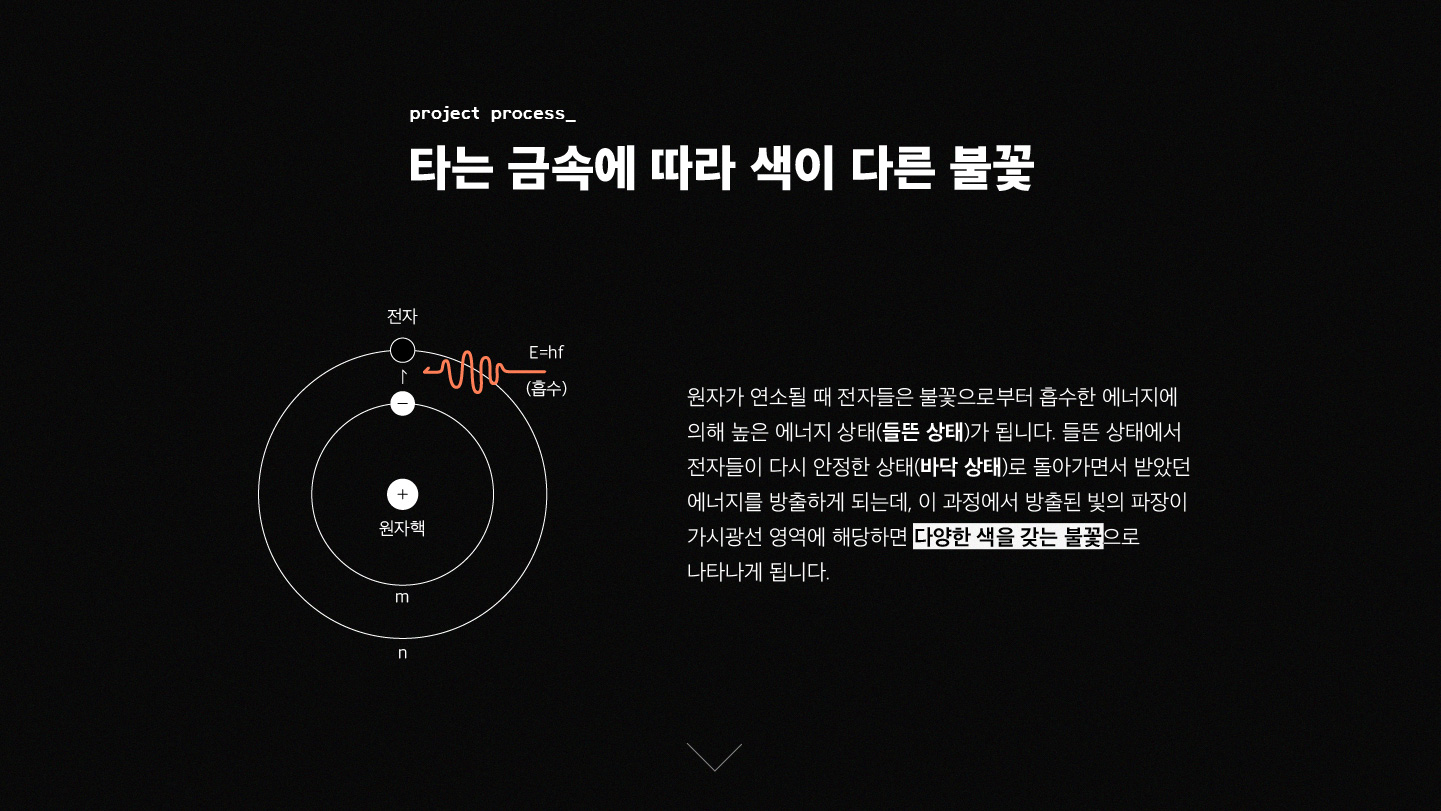 project process_
타는 금속에 따라 색이 다른 불꽃
전자
E=hf
(흡수)
−
+
원자핵
m
n
원자가 연소될 때 전자들은 불꽃으로부터 흡수한 에너지에
의해 높은 에너지 상태(들뜬 상태)가 됩니다. 들뜬 상태에서
전자들이 다시 안정한 상태(바닥 상태)로 돌아가면서 받았던
에너지를 방출하게 되는데, 이 과정에서 방출된 빛의 파장이
가시광선 영역에 해당하면 다양한 색을 갖는 불꽃으로
나타나게 됩니다.